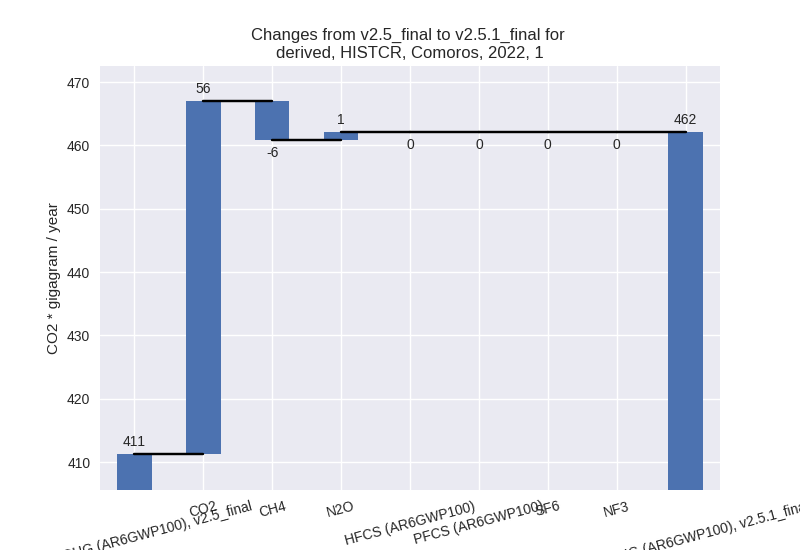 Changes from v2.5_final to v2.5.1_final for
derived, HISTCR, Comoros, 2022, 1
CO2 * gigagram / year
470
460
450
440
430
420
410
411
56
-6
1
0
0
0
0
462
(AR6GWP100), v2.5_final
CO2
CH4
N2O
HFCS (AR6GWP100)
PFCS (AR6GWP100)
SF6
NF3
(AR6GWP100), v2.5.1_fina